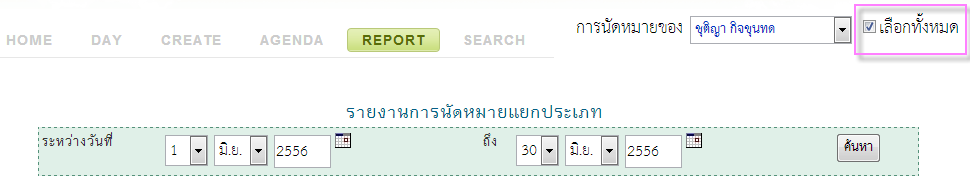 การนัดหมายของ ชุติญา กิจขุนทด เลือกทั้งหมด
HOME DAY CREATE AGENDA REPORT SEARCH
รายงานการนัดหมายแยกประเภท
ระหว่างวันที่ 1 มิ.ย. 2556 ถึง 30 มิ.ย. 2556 ค้นหา